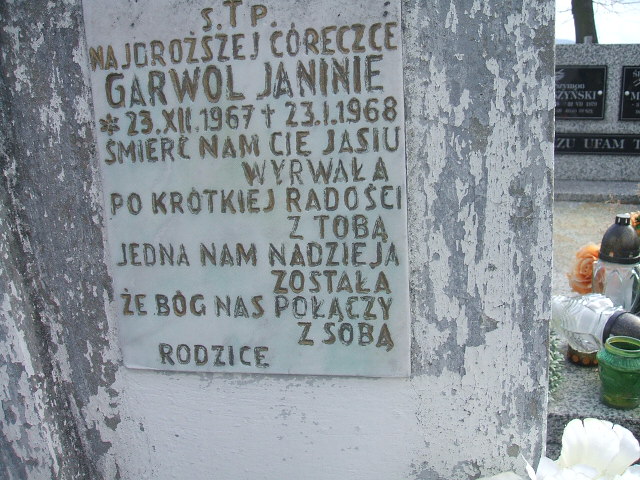 Ś.†P.
NAJDROŻSZEJ CÓRECZCE
GARWOL JANINIE
*23.XII.1967 † 23.I.1968
ŚMIERĆ NAM CIĘ JASIU
WYRWAŁA
PO KRÓTKIEJ RADOŚCI
Z TOBĄ
JEDNA NAM NADZIEJA
ZOSTAŁA
ŻE BÓG NAS POŁĄCZY
Z SOBĄ
RODZICE
UFAM